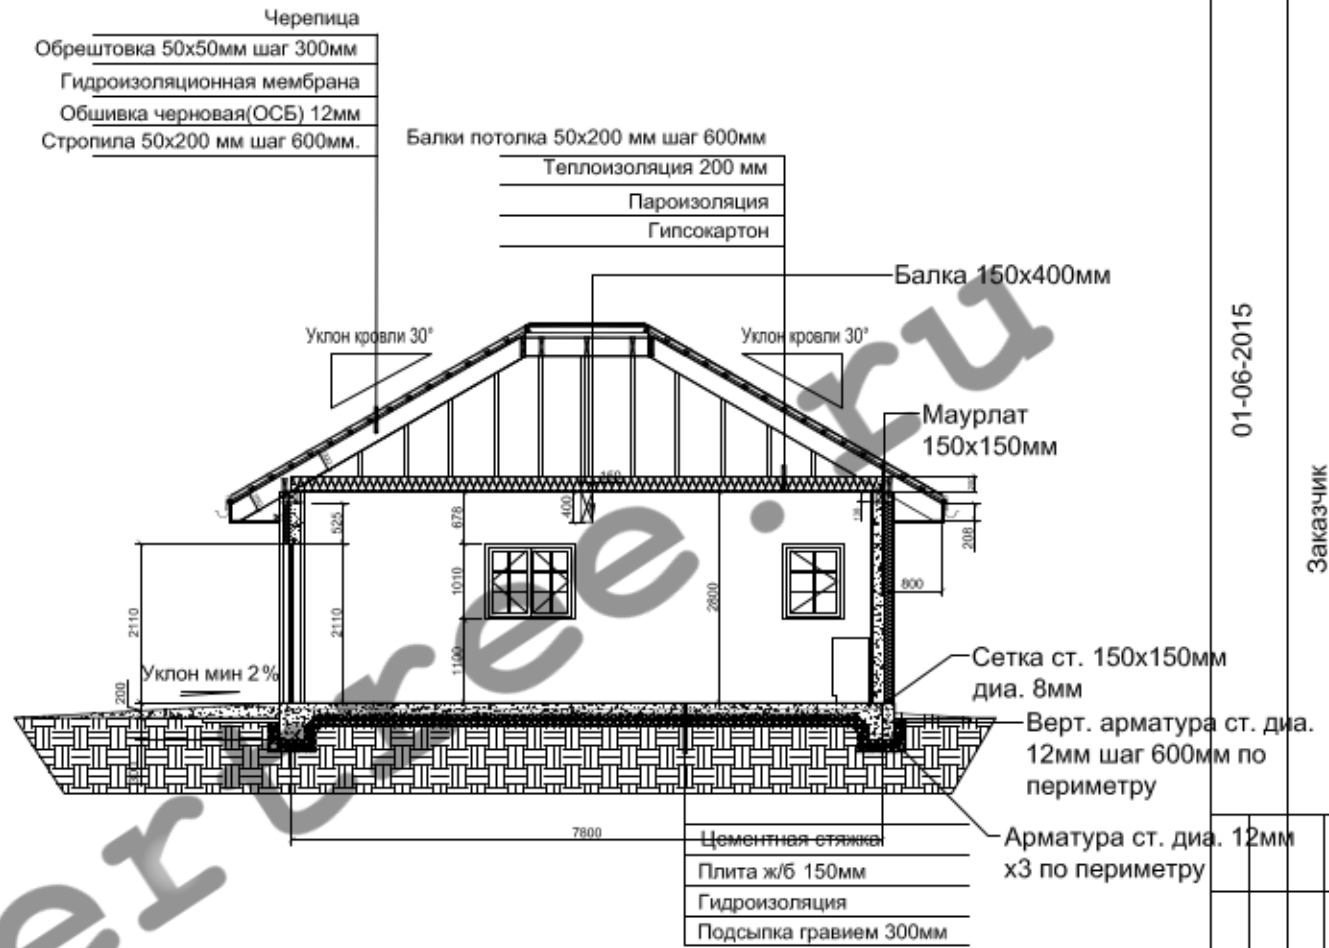 Черепица
Обрештовка 50х50мм шаг 300мм
Гидроизоляционная мембрана
Обшивка черновая(ОСБ) 12мм
Стропила 50х200 мм шаг 600мм.
Балки потолка 50х200 мм шаг 600мм
Теплоизоляция 200 мм
Пароизоляция
Гипсокартон
Балка 150х400мм
Уклон кровли 30°
Уклон кровли 30°
Маурлат
150х150мм
400
525
678
208
1010
2800
800
2110
2110
1100
Уклон мин 2%
200
Сетка ст. 150х150мм
диа. 8мм
Верт. арматура ст. диа.
12мм шаг 600мм по
периметру
7800
Арматура ст. диа. 12мм
х3 по периметру
Цементная стяжка
Плита ж/б 150мм
Гидроизоляция
Подсыпка гравием 300мм
01-06-2015
Заказчик
ertree.ru